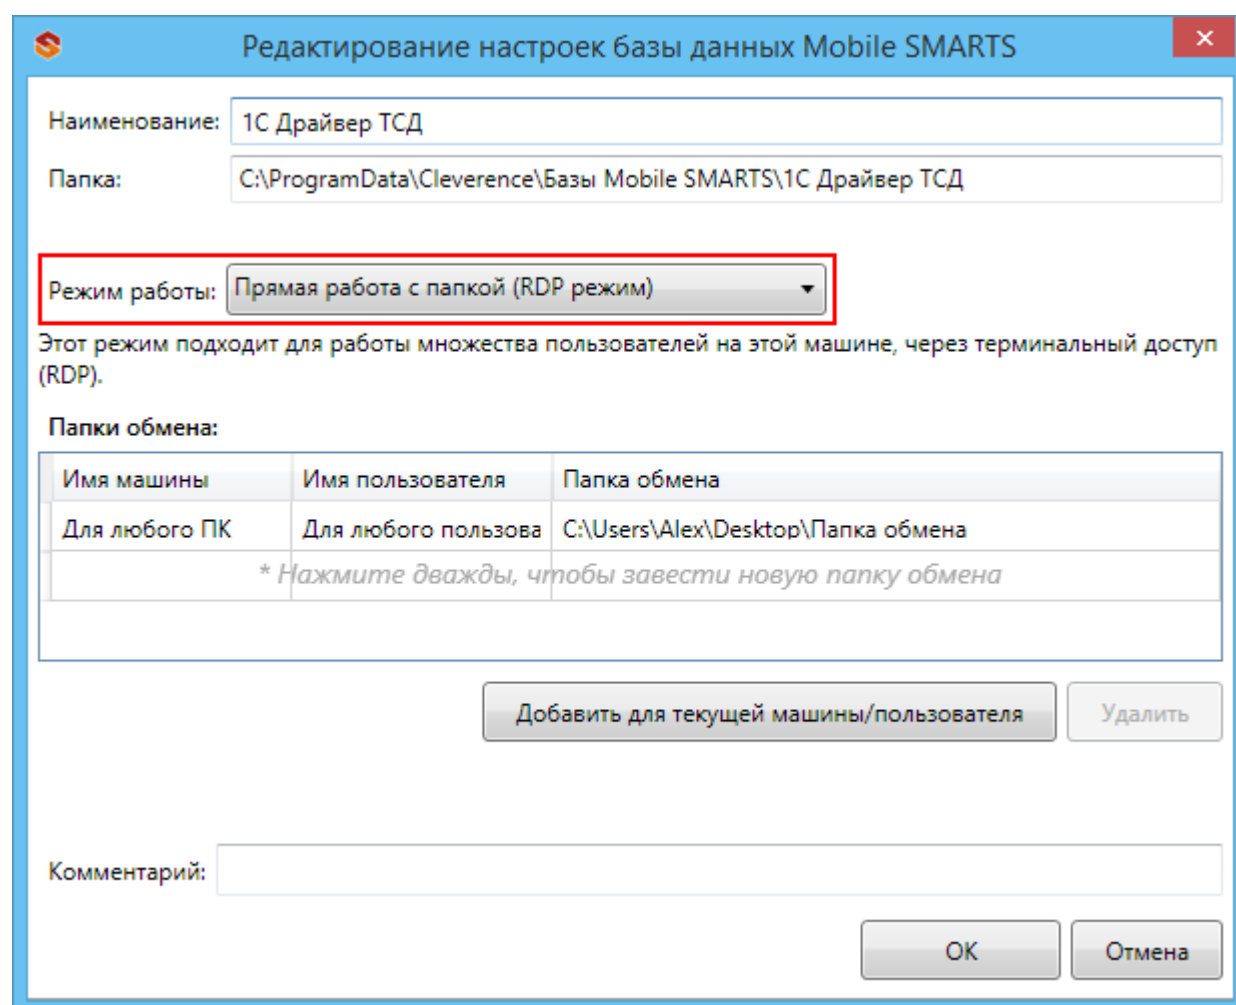 Редактирование настроек базы данных Mobile SMARTS
Наименование: 1С Драйвер ТСД
Папка: C:\ProgramData\Cleverence\Базы Mobile SMARTS\1С Драйвер ТСД
Режим работы: Прямая работа с папкой (RDP режим)
Этот режим подходит для работы множества пользователей на этой машине, через терминальный доступ
(RDP).
Папки обмена:
Имя машины Имя пользователя Папка обмена
Для любого ПК Для любого пользова C:\Users\Alex\Desktop\Папка обмена
* Нажмите дважды, чтобы завести новую папку обмена
Добавить для текущей машины/пользователя Удалить
Комментарий:
ОК Отмена